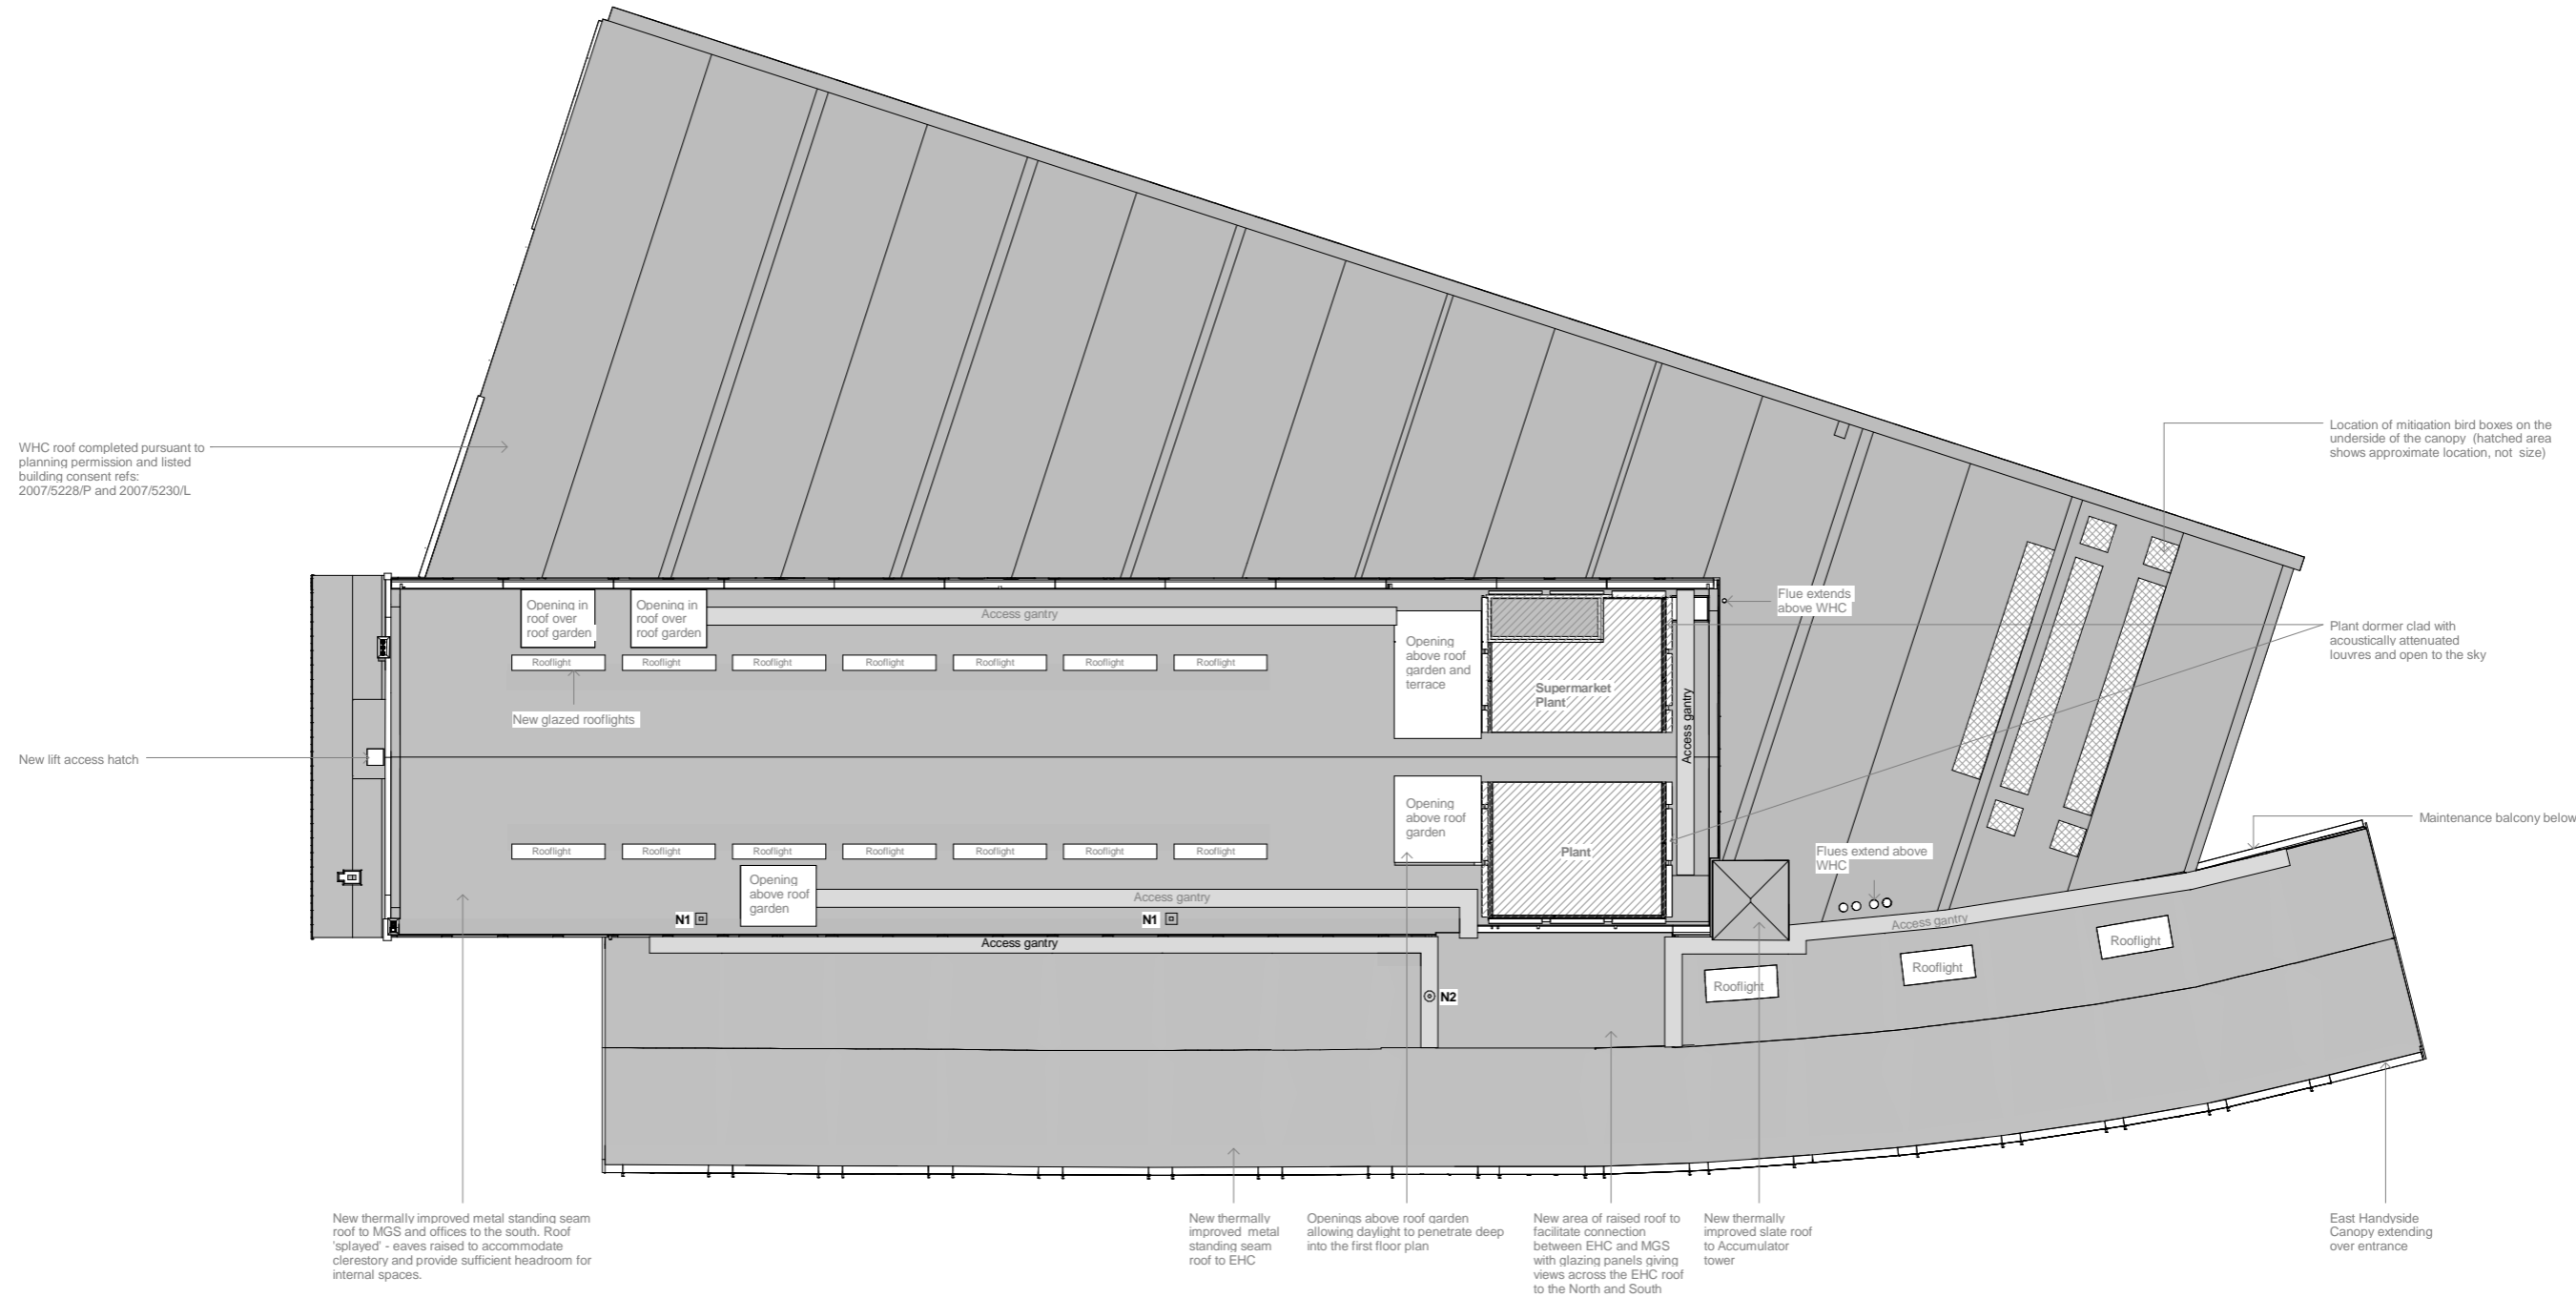 WHC roof completed pursuant to
planning permission and listed
building consent refs:
2007/5228/P and 2007/5230/L
Location of mitigation bird boxes on the
underside of the canopy (hatched area
shows approximate location, not size)
Opening in
roof over
roof garden
Opening in
roof over
roof garden
Access gantry
Flue extends
above WHC
Plant dormer clad with
acoustically attenuated
louvres and open to the sky
Opening
above roof
garden and
terrace
Rooflight
Rooflight
Rooflight
Rooflight
Rooflight
Rooflight
Rooflight
Supermarket
Plant
Access gantry
New glazed rooflights
New lift access hatch
Opening
above roof
garden
Maintenance balcony below
Rooflight
Rooflight
Rooflight
Rooflight
Rooflight
Rooflight
Rooflight
Plant
Flues extend above
WHC
Opening
above roof
garden
Access gantry
N1
N1
Access gantry
Access gantry
Rooflight
Rooflight
Rooflight
N2
New thermally improved metal standing seam
roof to MGS and offices to the south. Roof
'splayed' - eaves raised to accommodate
clerestory and provide sufficient headroom for
internal spaces.
New thermally
improved metal
standing seam
roof to EHC
Openings above roof garden
allowing daylight to penetrate deep
into the first floor plan
New area of raised roof to
facilitate connection
between EHC and MGS
with glazing panels giving
views across the EHC roof
to the North and South
New thermally
improved slate roof
to Accumulator
tower
East Handyside
Canopy extending
over entrance